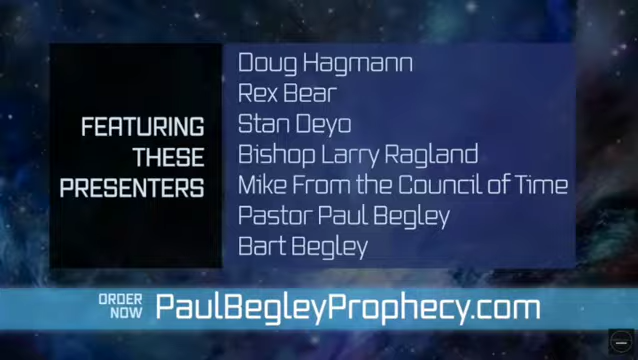 FEATURING
THESE
PRESENTERS
Doug Hagmann
Rex Bear
Stan Deyo
Bishop Larry Ragland
Mike From the Council of Time
Pastor Paul Begley
Bart Begley
ORDER
NOW
PaulBegleyProphecy.com